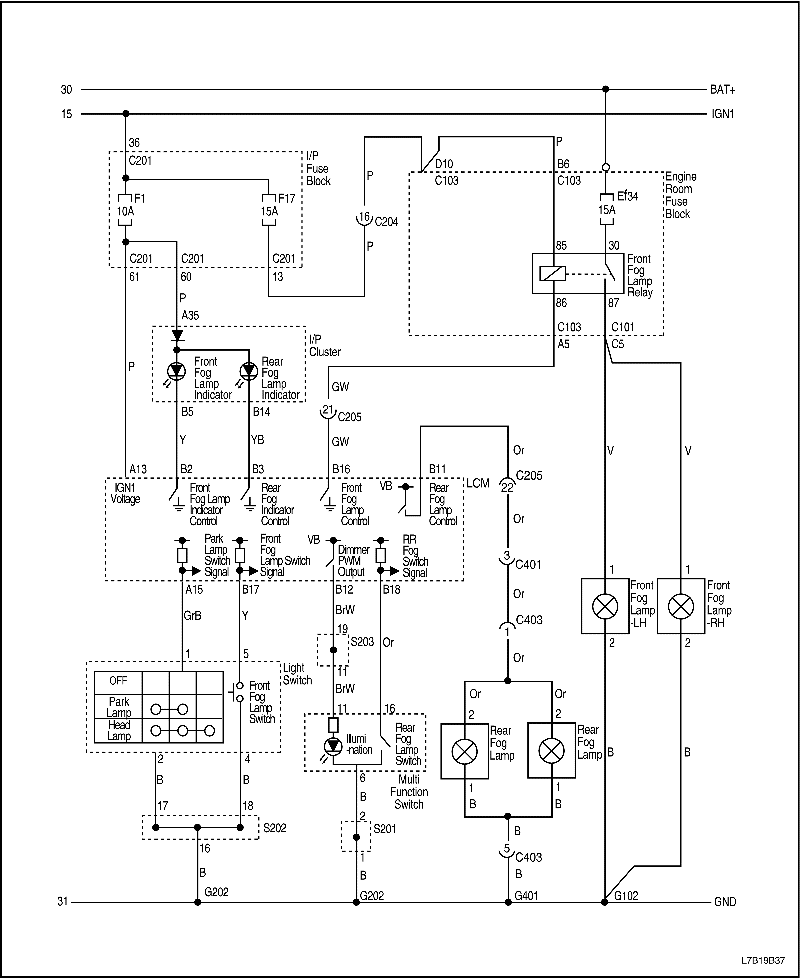 30 BAT+
15 IGN1
36
C201
I/P
Fuse
Block
F1
10A
F17
15A
C201 C201 C201
61 60 13
P
16 C204
P
D10
C103
P
B6
C103
Engine
Room
Fuse
Block
Ef34
15A
85 30
Front
Fog
Lamp
Relay
86 87
C103 C101
A5 C5
P
A35
I/P
Cluster
Front
Fog
Lamp
Indicator
Rear
Fog
Lamp
Indicator
B5 B14
P
Y YB
GW
21 C205
GW
Or
C205
22
V V
A13 B2 B3 B16 B11
IGN1
Voltage
Front
Fog Lamp
Indicator
Control
Rear
Fog
Indicator
Control
Front
Fog
Lamp
Control
VB
Rear
Fog
Lamp
Control
LCM
Or
Park
Lamp
Switch
Signal
Front
Fog
Lamp Switch
Signal
VB
Dimmer
PWM
Output
RR
Fog
Switch
Signal
3
C401
A15 B17 B12 B18
Or
GrB Y BrW
C403
1
19
S203
11
Or
Or
BrW
1
Front
Fog
Lamp
-LH
2
1
Front
Fog
Lamp
-RH
2
1 5
Light
Switch
OFF
Park
Lamp
Head
Lamp
Front
Fog
Lamp
Switch
11 16
Illumi
-nation
Rear
Fog
Lamp
Switch
Multi
Function
Switch
Or Or
2 2
Rear
Fog
Lamp
Rear
Fog
Lamp
1 1
B B
B B
2 4
B B
17 18
S202
16
B
G202
6
B
2
S201
1
B
G202
B
5
C403
B
G401
G102
31 GND
L7B19B37